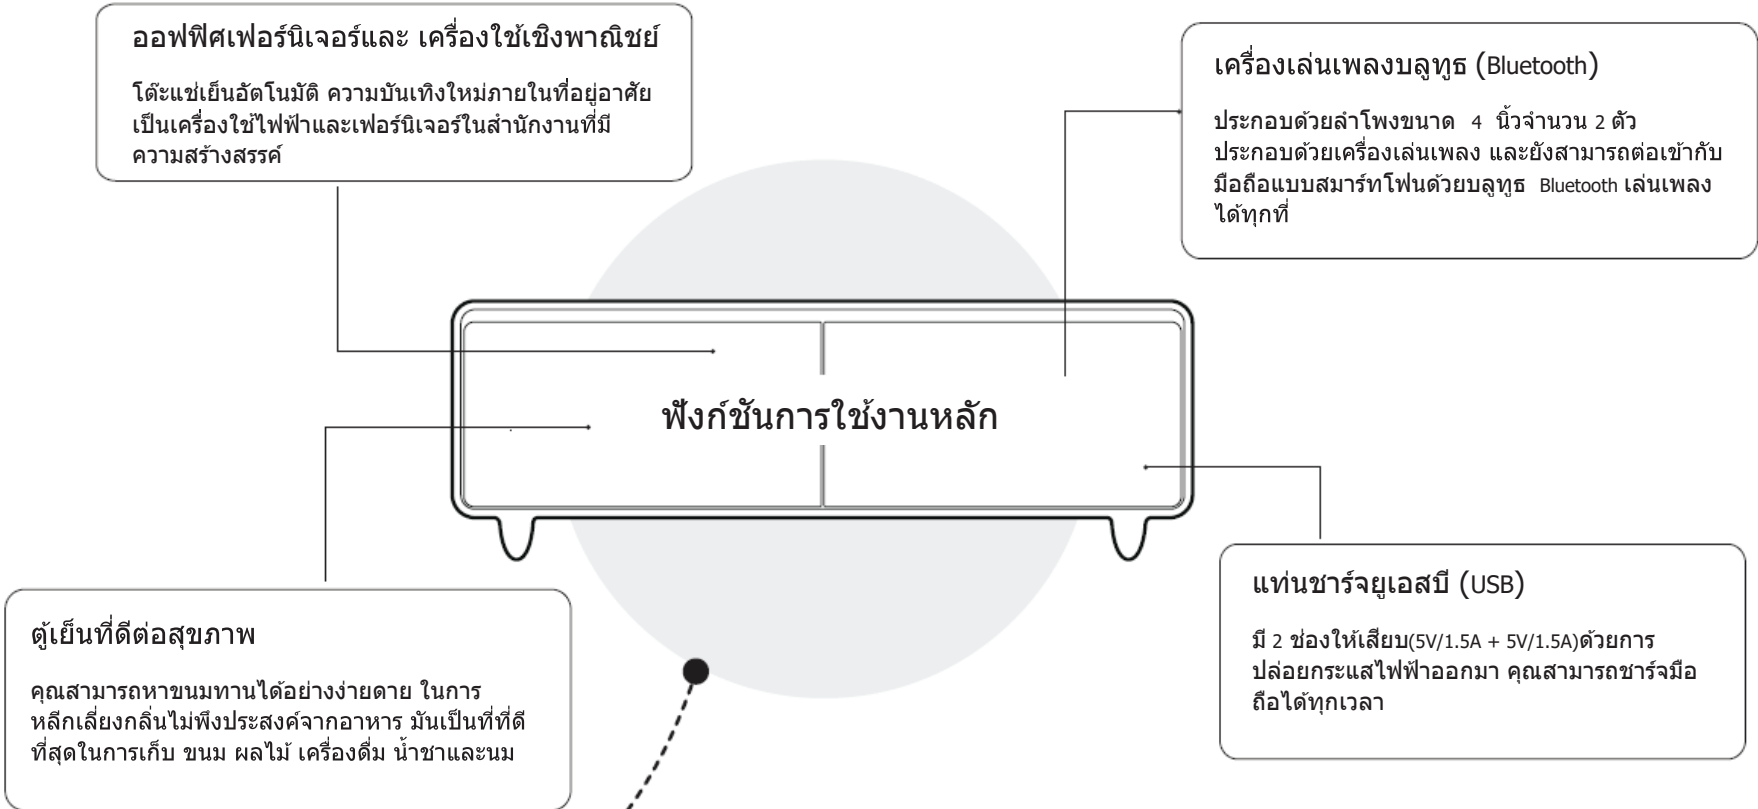 ออฟฟิศเฟอร์นิเจอร์และ เครื่องใช้เชิงพาณิชย์
โต๊ะแช่เย็นอัตโนมัติ ความบันเทิงใหม่ภายในที่อยู่อาศัย
เป็นเครื่องใช้ไฟฟ้าและเฟอร์นิเจอร์ในสำนักงานที่มี
ความสร้างสรรค์
เครื่องเล่นเพลงบลูทูธ (Bluetooth)
ประกอบด้วยลำโพงขนาด 4 นิ้วจำนวน 2 ตัว
ประกอบด้วยเครื่องเล่นเพลง และยังสามารถต่อเข้ากับ
มือถือแบบสมาร์ทโฟนด้วยบลูทูธ Bluetooth เล่นเพลง
ได้ทุกที่
ฟังก์ชันการใช้งานหลัก
ตู้เย็นที่ดีต่อสุขภาพ
คุณสามารถหาขนมทานได้อย่างง่ายดาย ในการ
หลีกเลี่ยงกลิ่นไม่พึงประสงค์จากอาหาร มันเป็นที่ที่ดี
ที่สุดในการเก็บ ขนม ผลไม้ เครื่องดื่ม น้ำชาและนม
แท่นชาร์จยูเอสบี (USB)
มี 2 ช่องให้เสียบ(5V/1.5A + 5V/1.5A)ด้วยการ
ปล่อยกระแสไฟฟ้าออกมา คุณสามารถชาร์จมือ
ถือได้ทุกเวลา